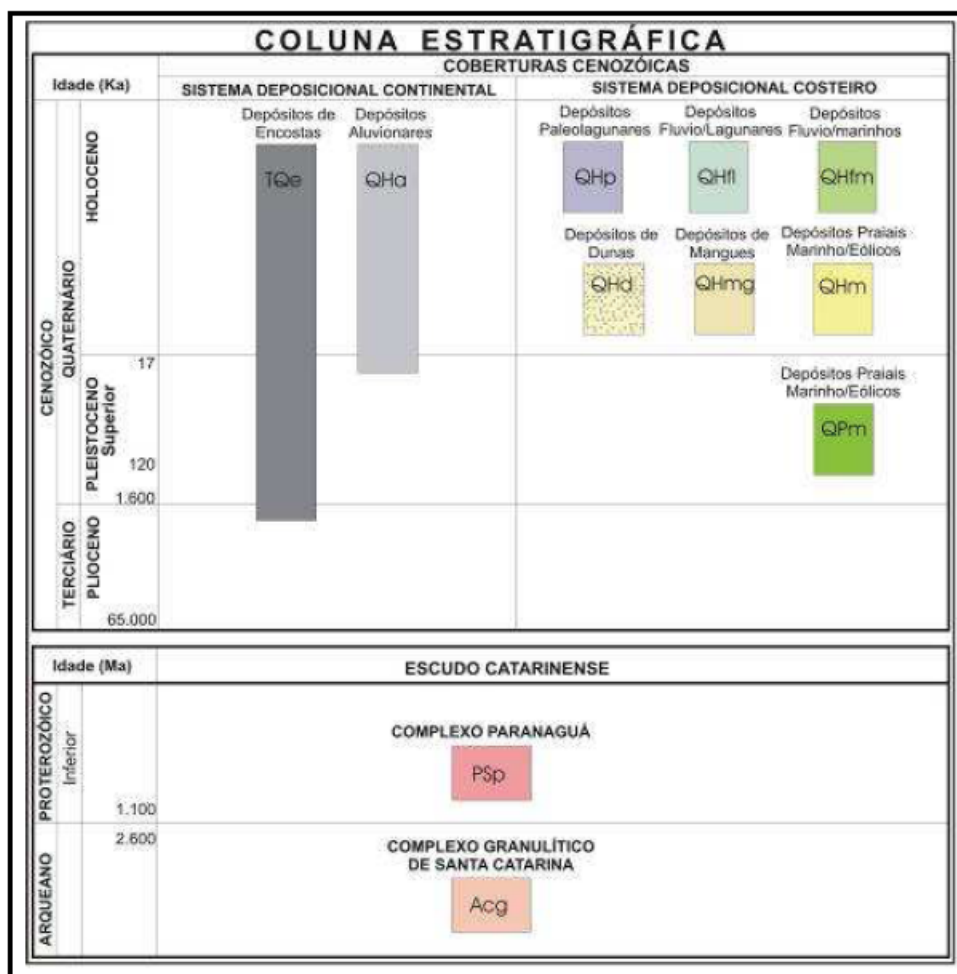 COLUNA ESTRATIGRÁFICA
Idade (Ka)
COBERTURAS CENOZÓICAS
SISTEMA DEPOSICIONAL CONTINENTAL
SISTEMA DEPOSICIONAL COSTEIRO
CENOZÓICO
QUATERNÁRIO
HOLOCENO
Depósitos de
Encostas
TQe
Depósitos
Aluvionares
QHa
Depósitos
Paleolagunares
QHp
Depósitos
Fluvio/Lagunares
QHfl
Depósitos
Fluvio/marinhos
QHfm
Depósitos de
Dunas
QHd
Depósitos de
Mangues
QHmg
Depósitos Praiais
Marinho/Eólicos
QHm
17
PLEISTOCENO
Superior
120
1.600
Depósitos Praiais
Marinho/Eólicos
QPm
TERCIÁRIO
PLIOCENO
65.000
Idade (Ma)
ESCUDO CATARINENSE
PROTEROZÓICO
Inferior
1.100
COMPLEXO PARANAGUÁ
PSp
ARQUEANO
2.600
COMPLEXO GRANULÍTICO
DE SANTA CATARINA
Acg